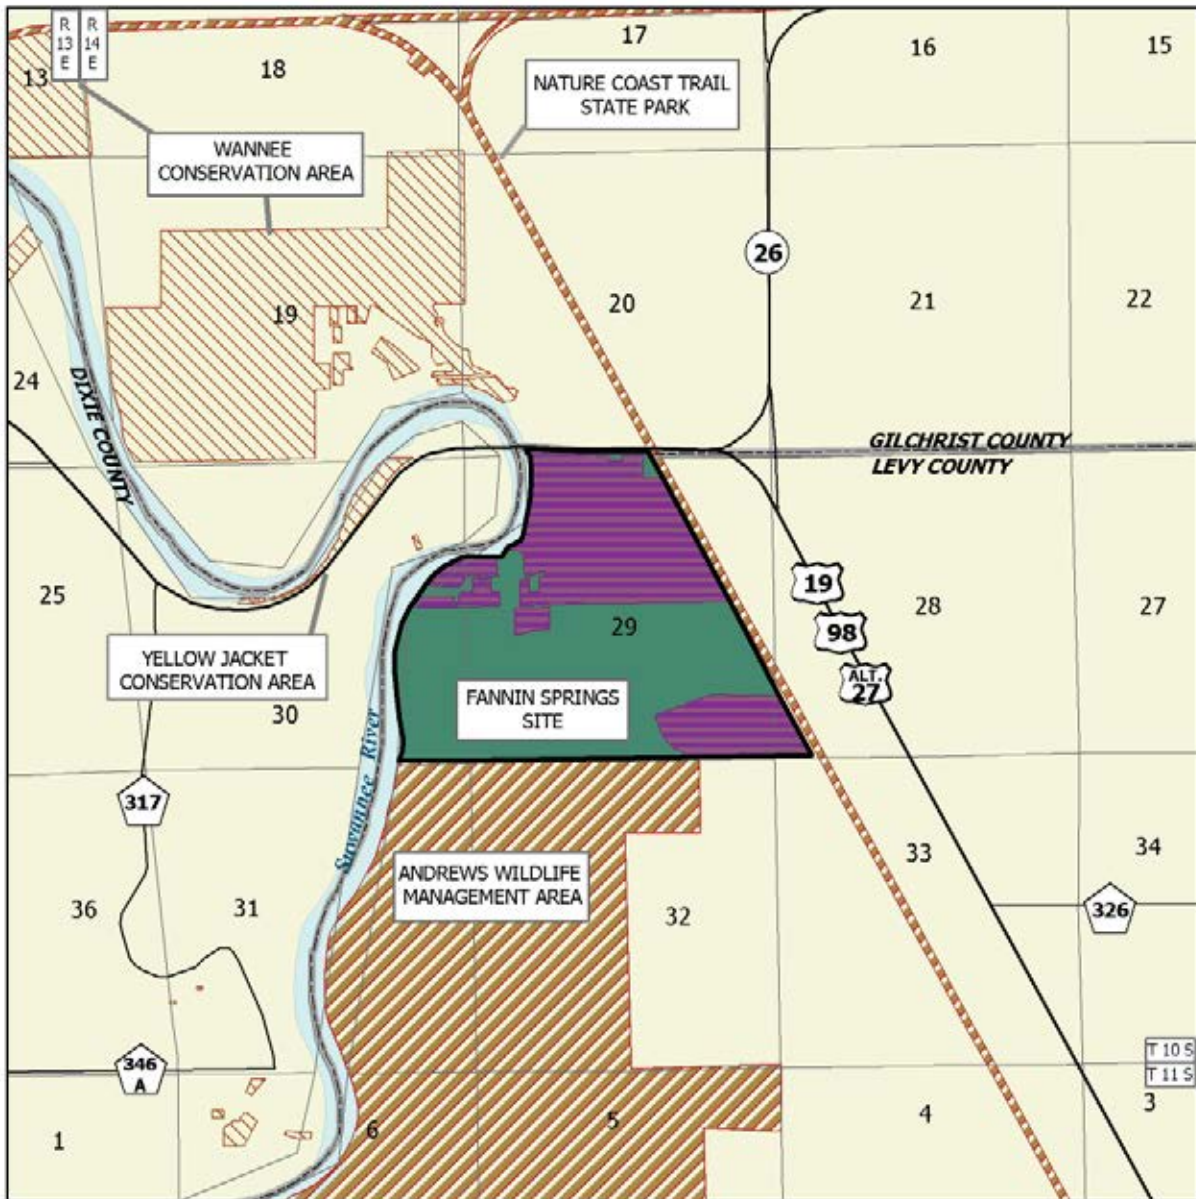 R
13
E
R
14
E
13
18
17
16
15
NATURE COAST TRAIL
STATE PARK
WANNEE
CONSERVATION AREA
26
19
20
21
22
24
DIXIE COUNTY
GILCHRIST COUNTY
LEVY COUNTY
25
19
28
27
98
29
ALT.
27
YELLOW JACKET
CONSERVATION AREA
FANNIN SPRINGS
SITE
30
Suwannee River
317
ANDREWS WILDLIFE
MANAGEMENT AREA
33
34
36
31
32
326
346
A
T 10 S
T 11 S
1
6
5
4
3